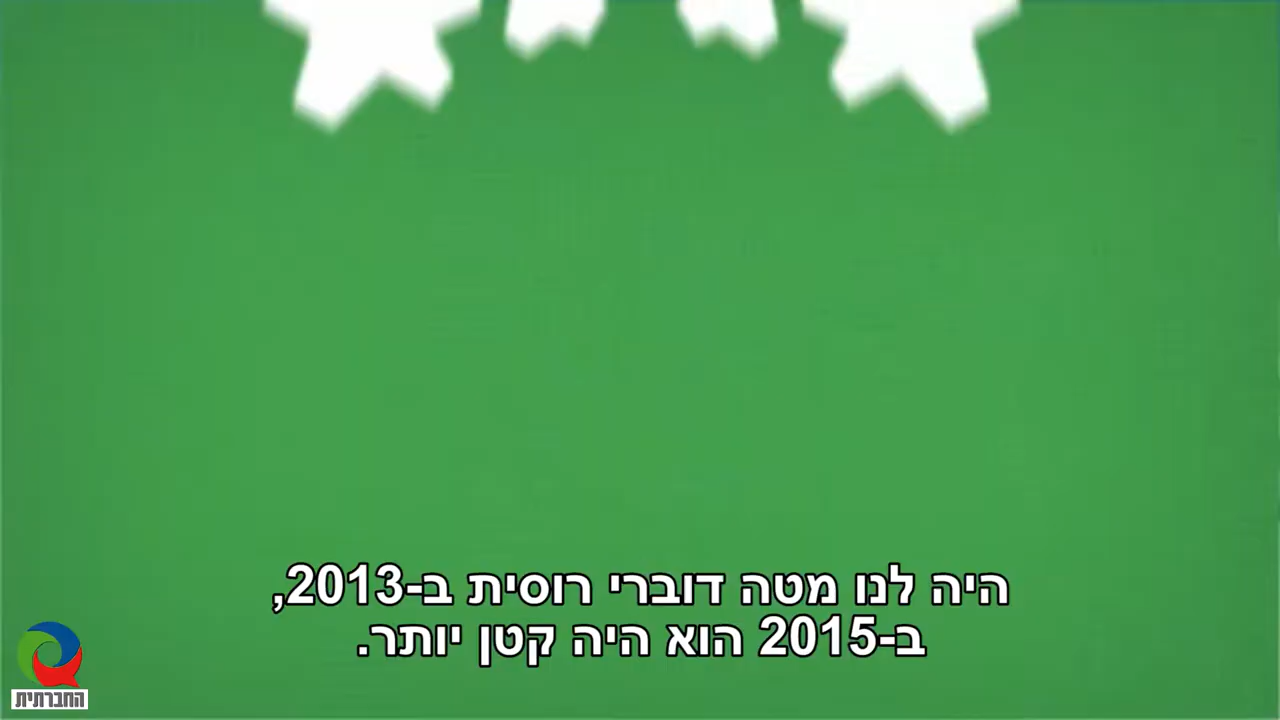 היה לנו מטה דוברי רוסית ב-2013,
ב-2015 הוא היה קטן יותר.
החברתית